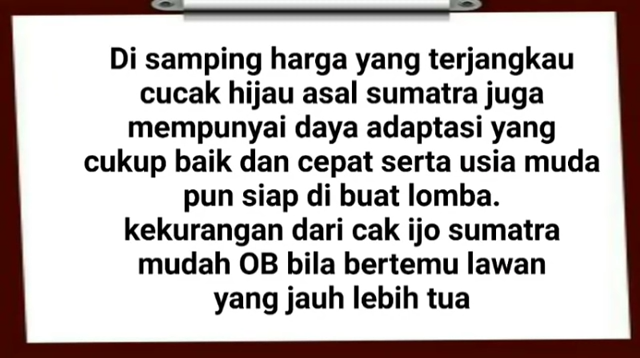 Di samping harga yang terjangkau
cucak hijau asal sumatra juga
mempunyai daya adaptasi yang
cukup baik dan cepat serta usia muda
pun siap di buat lomba.
kekurangan dari cak ijo sumatra
mudah OB bila bertemu lawan
yang jauh lebih tua